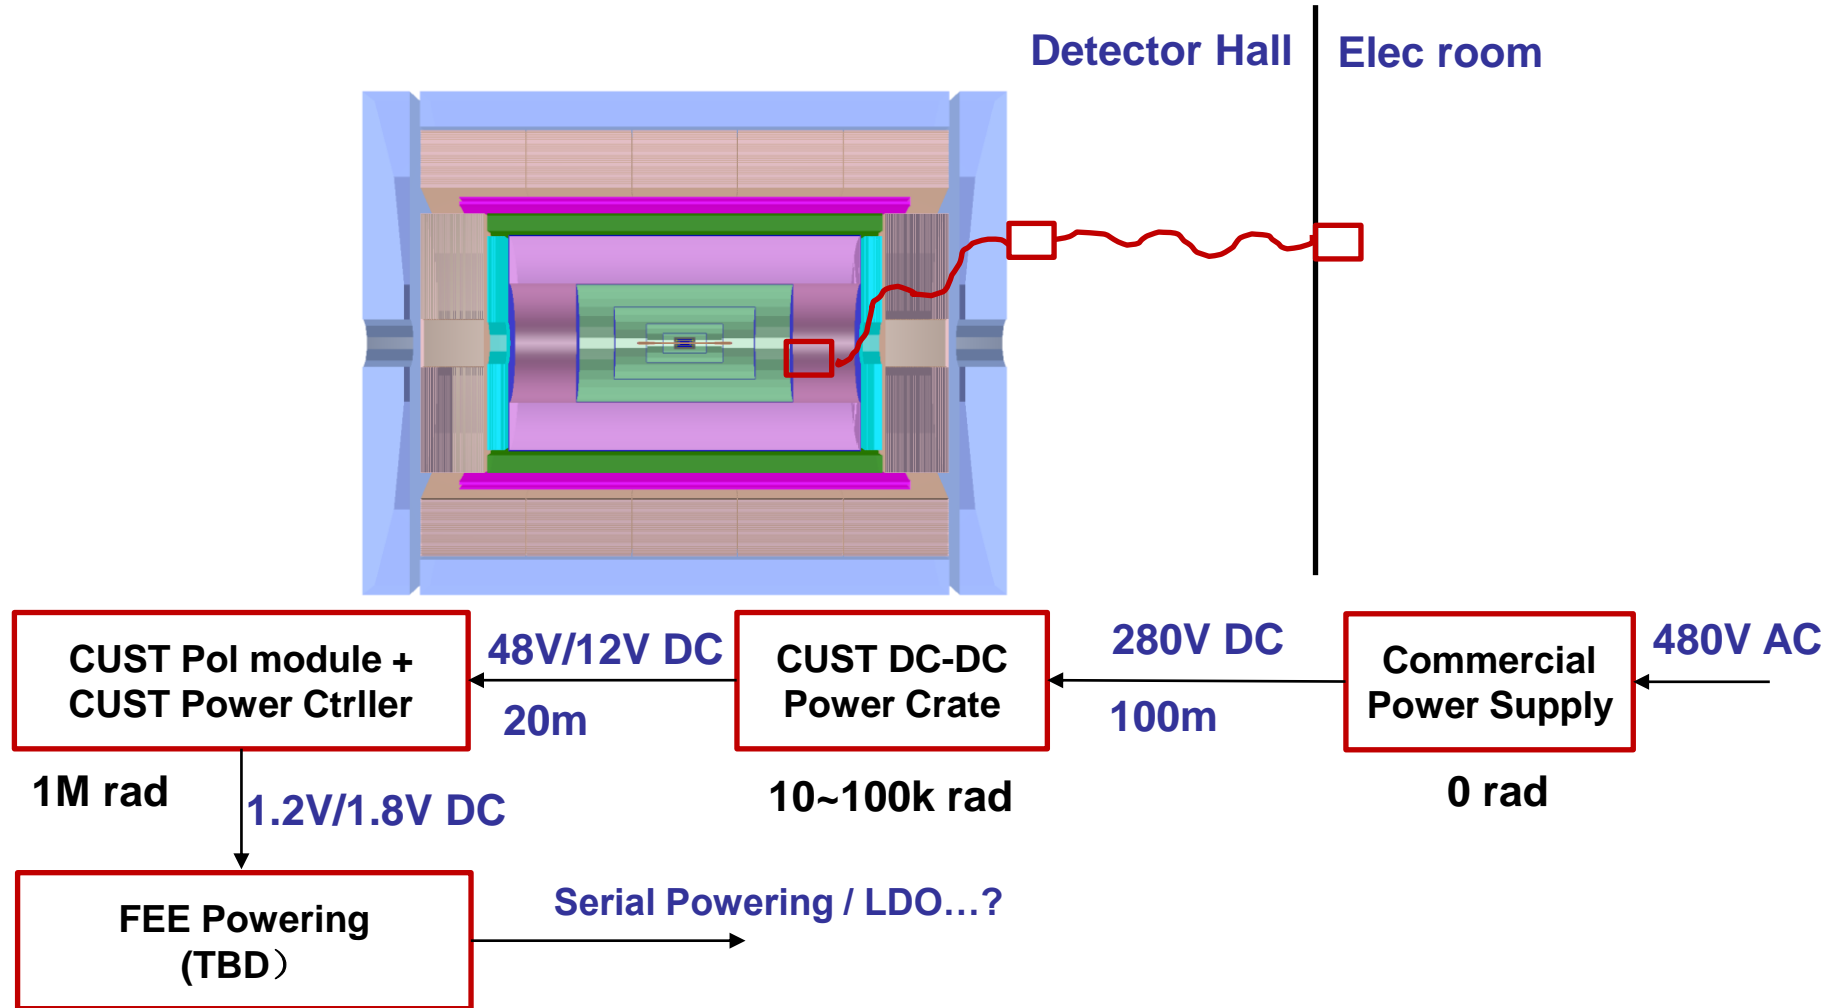 Detector Hall
Elec room
CUST Pol module +
CUST Power Ctrller
48V/12V DC
20m
CUST DC-DC
Power Crate
280V DC
100m
Commercial
Power Supply
480V AC
1M rad
1.2V/1.8V DC
10~100k rad
0 rad
FEE Powering
(TBD）
Serial Powering / LDO...?